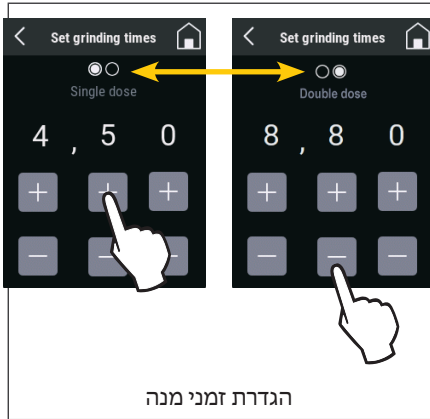 Set grinding times
Single dose
4 , 5 0
+ + +
− − −
Set grinding times
Double dose
8 , 8 0
+ + +
− − −
הגדרת זמני מנה